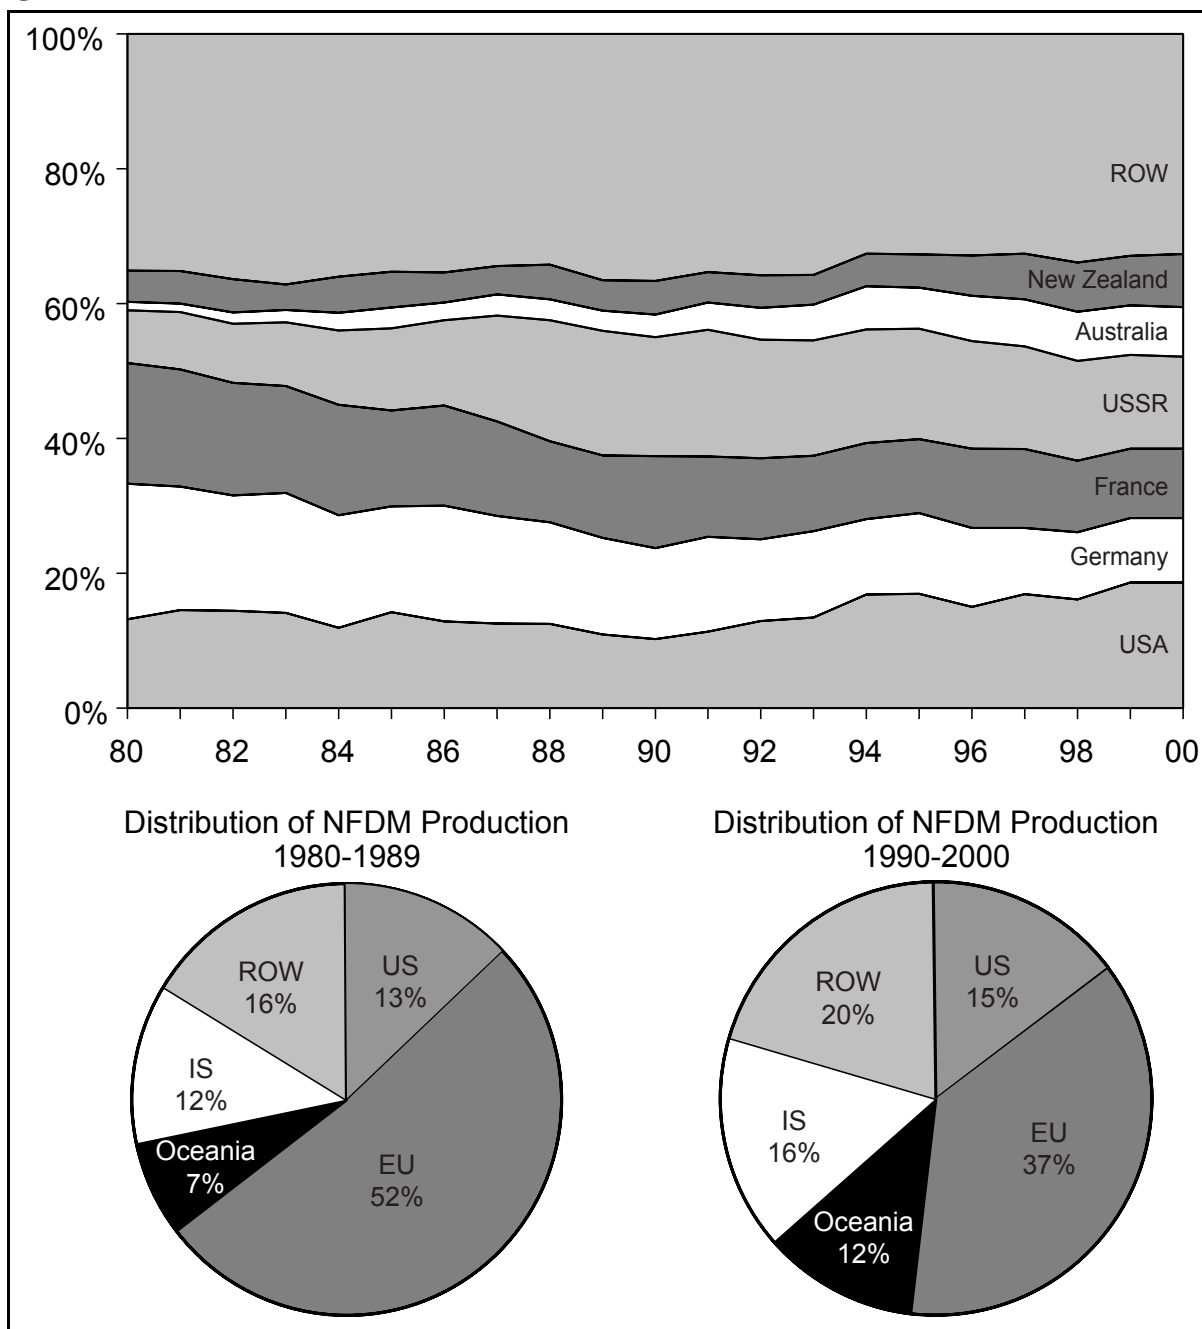 100%
80%
60%
40%
20%
0%
ROW
New Zealand
Australia
USSR
France
Germany
USA
80 82 84 86 88 90 92 94 96 98 00
Distribution of NFDM Production
1980-1989
ROW
16%
US
13%
IS
12%
Oceania
7%
EU
52%
Distribution of NFDM Production
1990-2000
ROW
20%
US
15%
IS
16%
EU
37%
Oceania
12%